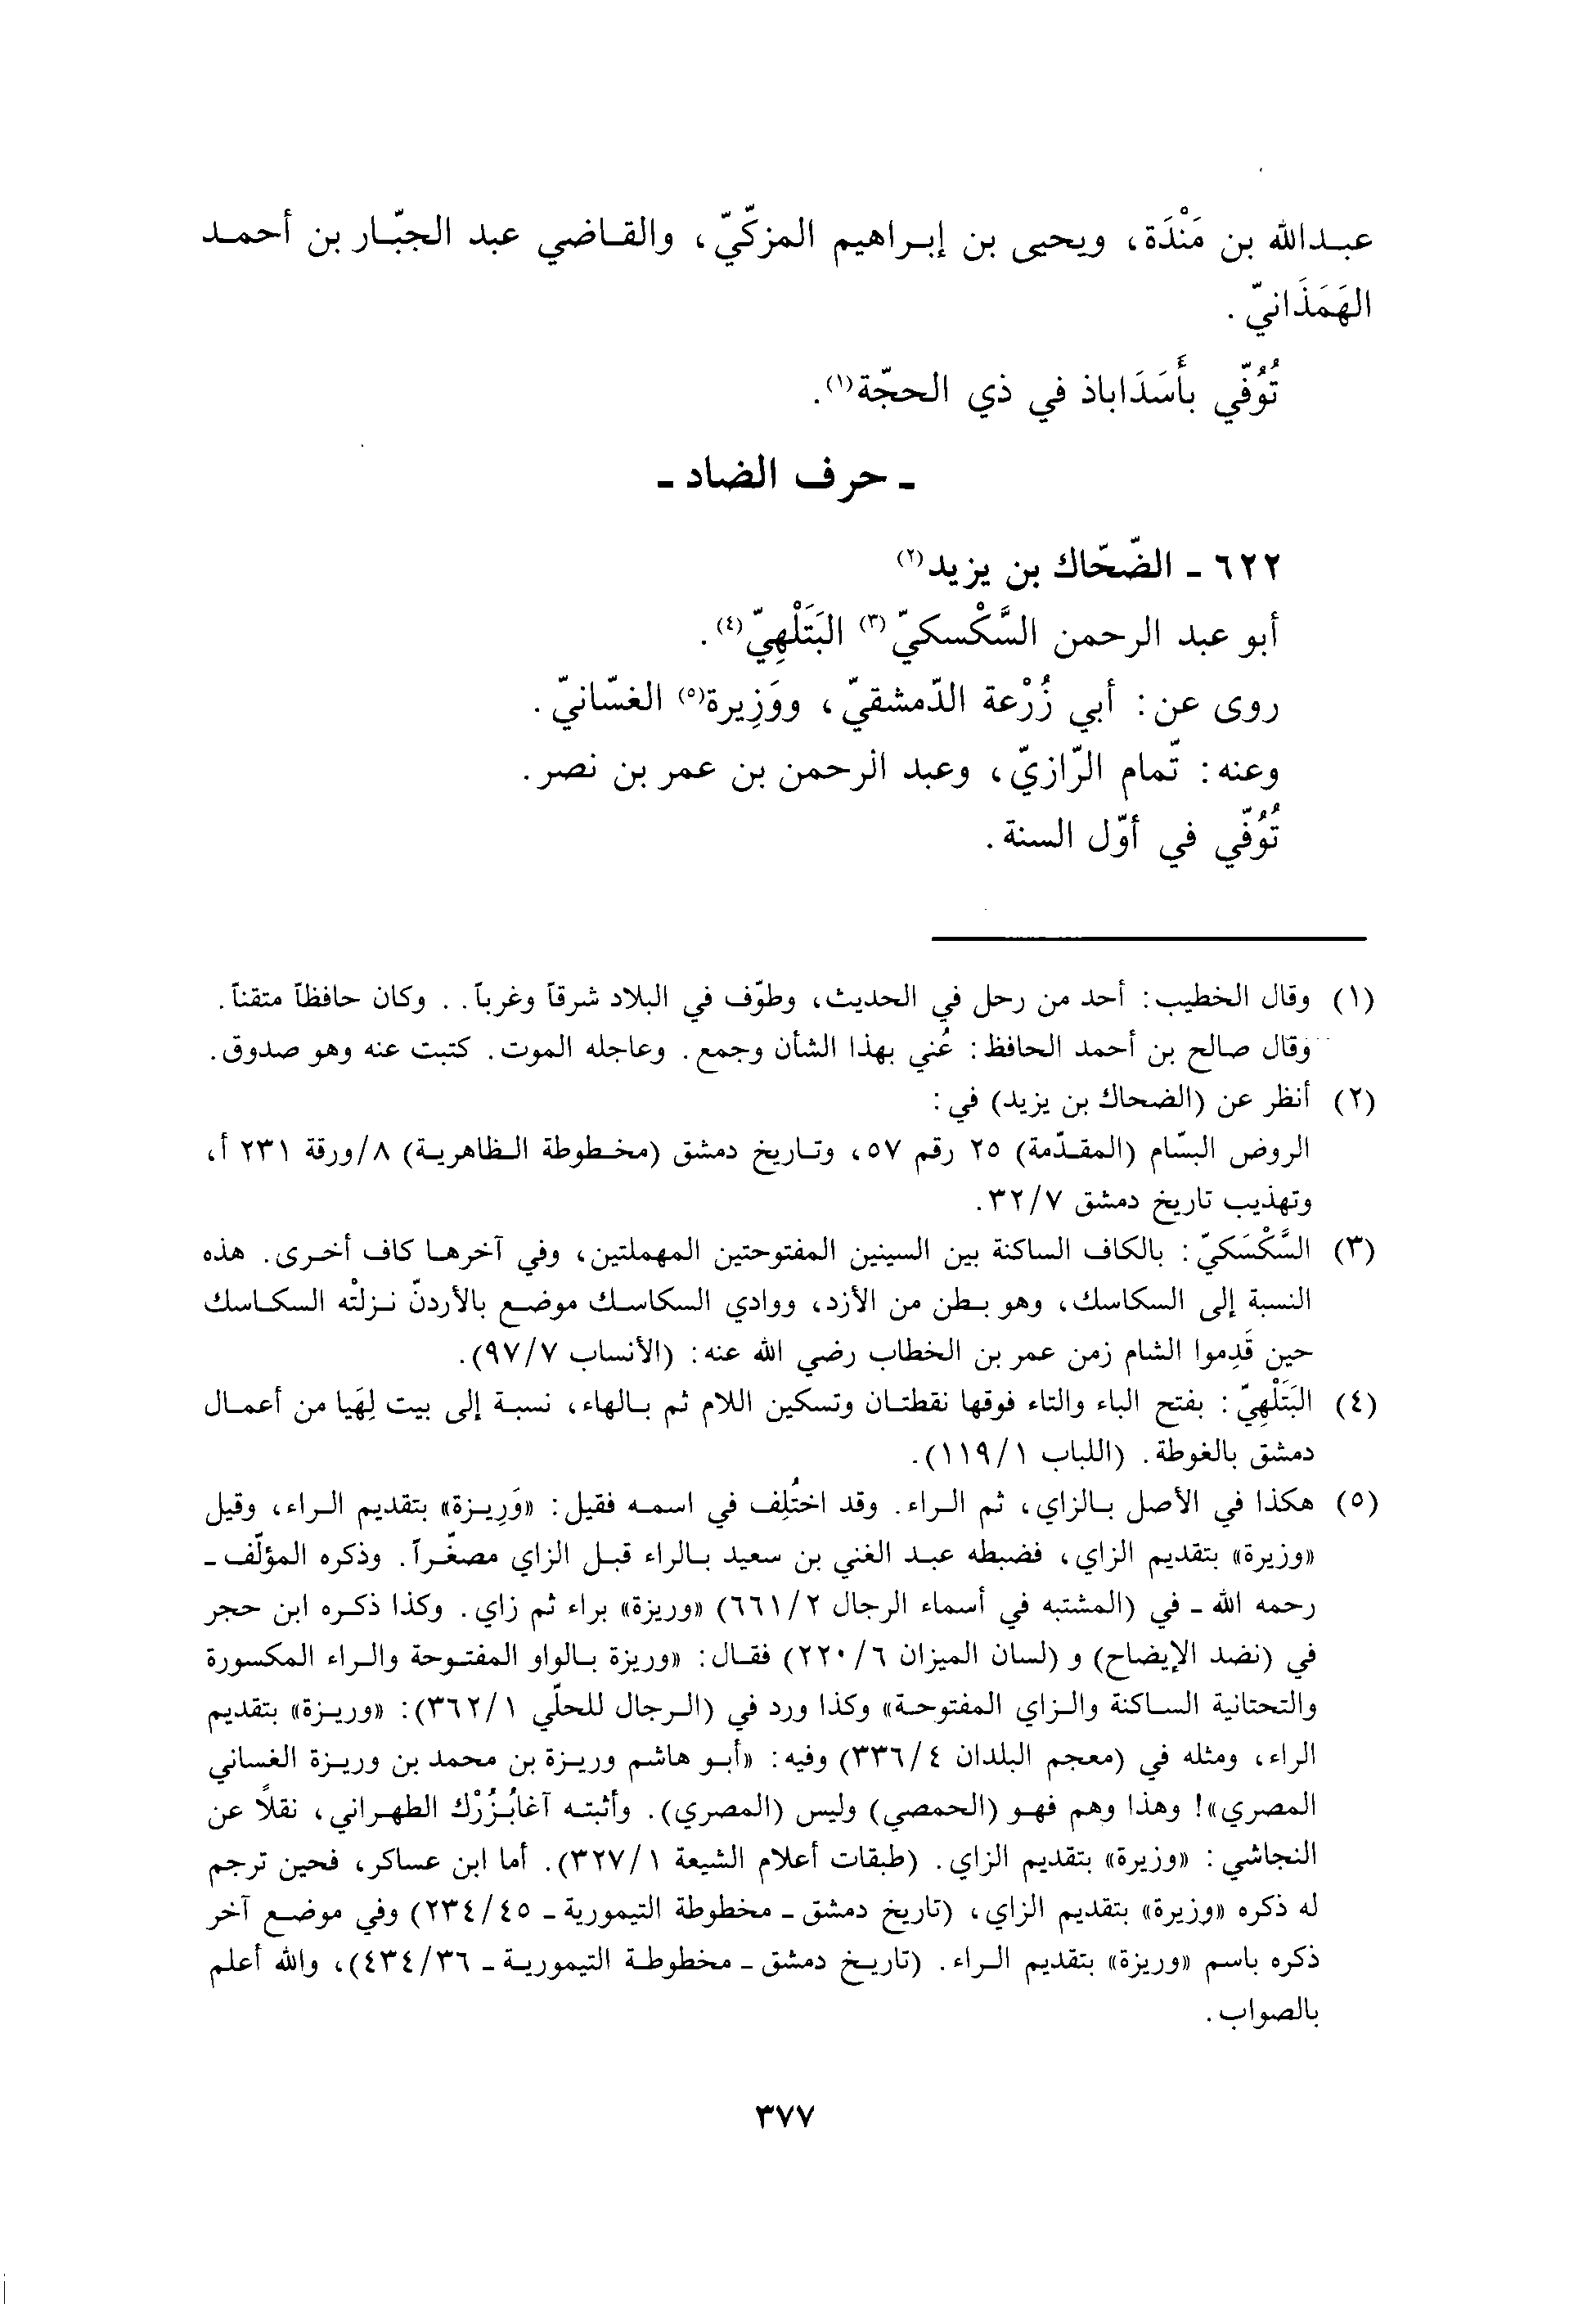 عبدالله بن مَنْدَة، ويحيى بن إبراهيم المزكّيّ، والقاضي عبد الجبّار بن أحمد
الهَمَذَانيّ.
تُوُفّي بأَسَدَاباذ في ذي الحجّة(١).
- حرف الضاد -
٦٢٢ - الضّحّاك بن يزيد(٢)
أبو عبد الرحمن السَّكْسكيّ(٣) البَتَلْهِيّ(٤).
روى عن: أبي زُرْعة الدّمشقيّ، ووَزِيرة(٥) الغسّانيّ.
وعنه: تّمام الرّازيّ، وعبد الرحمن بن عمر بن نصر.
تُوُفّي في أوّل السنة.
(١) وقال الخطيب: أحد من رحل في الحديث، وطوّف في البلاد شرقاً وغرباً.. وكان حافظاً متقناً.
وقال صالح بن أحمد الحافظ: عُني بهذا الشأن وجمع. وعاجله الموت. كتبت عنه وهو صدوق.
(٢) أنظر عن (الضحاك بن يزيد) في:
الروض البسّام (المقدّمة) ٢٥ رقم ٥٧، وتاريخ دمشق (مخطوطة الظاهرية) ٨/ورقة ٢٣١ أ،
وتهذيب تاريخ دمشق ٣٢/٧.
(٣) السَّكْسَكيّ: بالكاف الساكنة بين السينين المفتوحتين المهملتين، وفي آخرها كاف أخرى. هذه
النسبة إلى السكاسك، وهو بطن من الأزد، ووادي السكاسك موضع بالأردنّ نزلتْه السكاسك
حين قَدِموا الشام زمن عمر بن الخطاب رضي الله عنه: (الأنساب ٩٧/٧).
(٤) البَتَلْهِيّ: بفتح الباء والتاء فوقها نقطتان وتسكين اللام ثم بالهاء، نسبة إلى بيت لِهَيا من أعمال
دمشق بالغوطة. (اللباب ١١٩/١).
(٥) هكذا في الأصل بالزاي، ثم الراء. وقد اختُلِف في اسمه فقيل: «وَرِيزة» بتقديم الراء، وقيل
«وزيرة» بتقديم الزاي، فضبطه عبد الغني بن سعيد بالراء قبل الزاي مصغّراً. وذكره المؤلّف -
رحمه الله - في (المشتبه في أسماء الرجال ٦٦١/٢) «وريزة» براء ثم زاي. وكذا ذكره ابن حجر
في (نضد الإيضاح) و (لسان الميزان ٢٢٠/٦) فقال: «وريزة بالواو المفتوحة والراء المكسورة
والتحتانية الساكنة والزاي المفتوحة» وكذا ورد في (الرجال للحلّي ٣٦٢/١): «وريزة» بتقديم
الراء، ومثله في (معجم البلدان ٣٣٦/٤) وفيه: «أبو هاشم وريزة بن محمد بن وريزة الغساني
المصري»! وهذا وهم فهو (الحمصي) وليس (المصري). وأثبته آغابُزُرْك الطهراني، نقلاً عن
النجاشي: «وزيرة» بتقديم الزاي. (طبقات أعلام الشيعة ٣٢٧/١). أما ابن عساكر، فحين ترجم
له ذكره «وزيرة» بتقديم الزاي، (تاريخ دمشق - مخطوطة التيمورية - ٢٣٤/٤٥) وفي موضع آخر
ذكره باسم «وريزة» بتقديم الراء. (تاريخ دمشق - مخطوطة التيمورية - ٤٣٤/٣٦)، والله أعلم
بالصواب.
٣٧٧